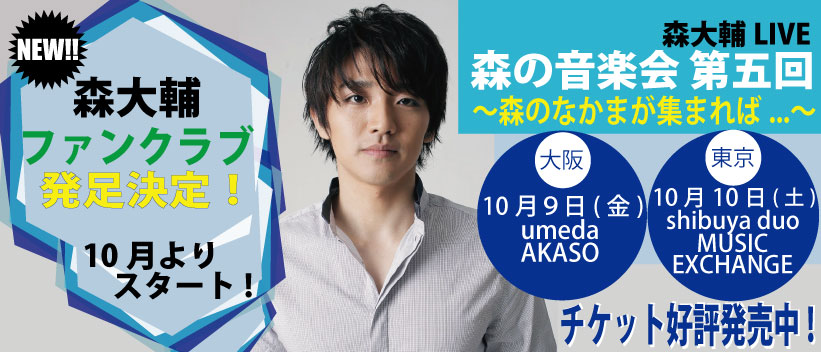 NEW!!
森大輔
ファンクラブ
発足決定！
10月より
スタート！
森大輔 LIVE
森の音楽会 第五回
～森のなかまが集まれば...～
大阪
10月9日(金)
umeda
AKASO
東京
10月10日(土)
shibuya duo
MUSIC
EXCHANGE
チケット好評発売中！